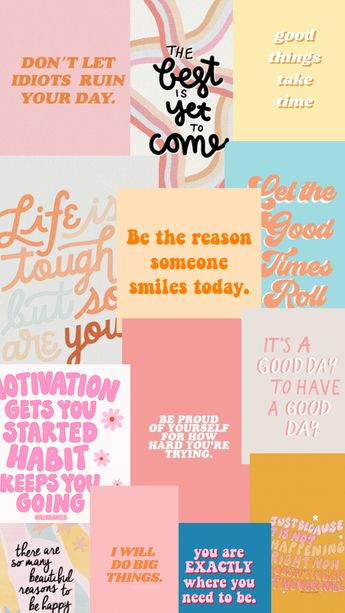 DON'T LET
IDIOTS RUIN
YOUR DAY.
THE
best
is
yet
TO
come
good
things
take
time
Life is
tough
but so
are you
Be the reason
someone
smiles today.
Let the
Good
Times
Roll
IT'S A
GOOD DAY
TO HAVE
A GOOD
DAY
MOTIVATION
GETS YOU
STARTED
HABIT
KEEPS YOU
GOING
BE PROUD
OF YOURSELF
FOR HOW
HARD YOU'RE
TRYING.
JUST BECAUSE
IS NOT
HAPPENING
RIGHT NOW
there are
so many
beautiful
reasons to
be happy
I WILL
DO BIG
THINGS.
you are
EXACTLY
where you
need to be.